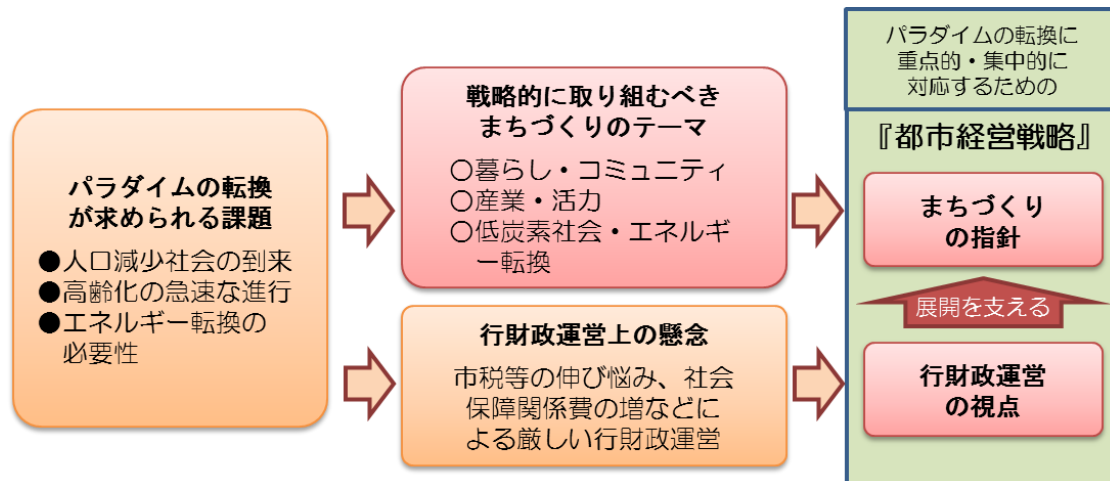 パラダイムの転換
が求められる課題
●人口減少社会の到来
●高齢化の急速な進行
●エネルギー転換の
必要性
戦略的に取り組むべき
まちづくりのテーマ
○暮らし・コミュニティ
○産業・活力
○低炭素社会・エネルギ
ー転換
行財政運営上の懸念
市税等の伸び悩み、社会
保障関係費の増などに
よる厳しい行財政運営
パラダイムの転換に
重点的・集中的に
対応するための
『都市経営戦略』
まちづくり
の指針
展開を支える
行財政運営
の視点